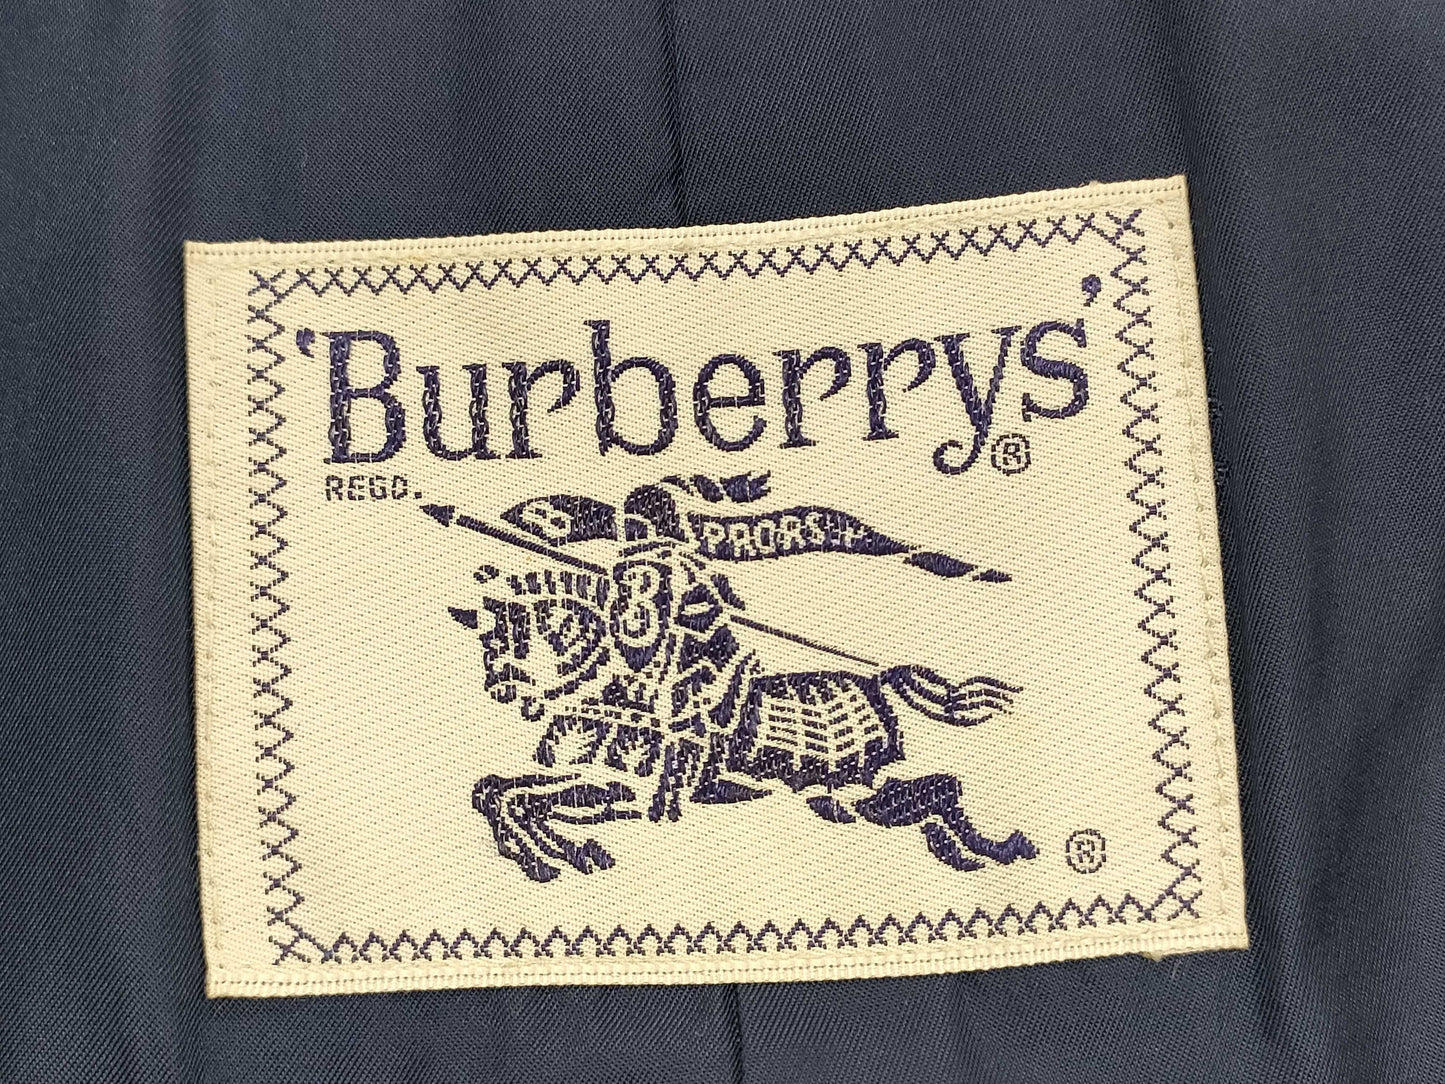 'Burberrys'®
REGD.
PRORSUM
B
®